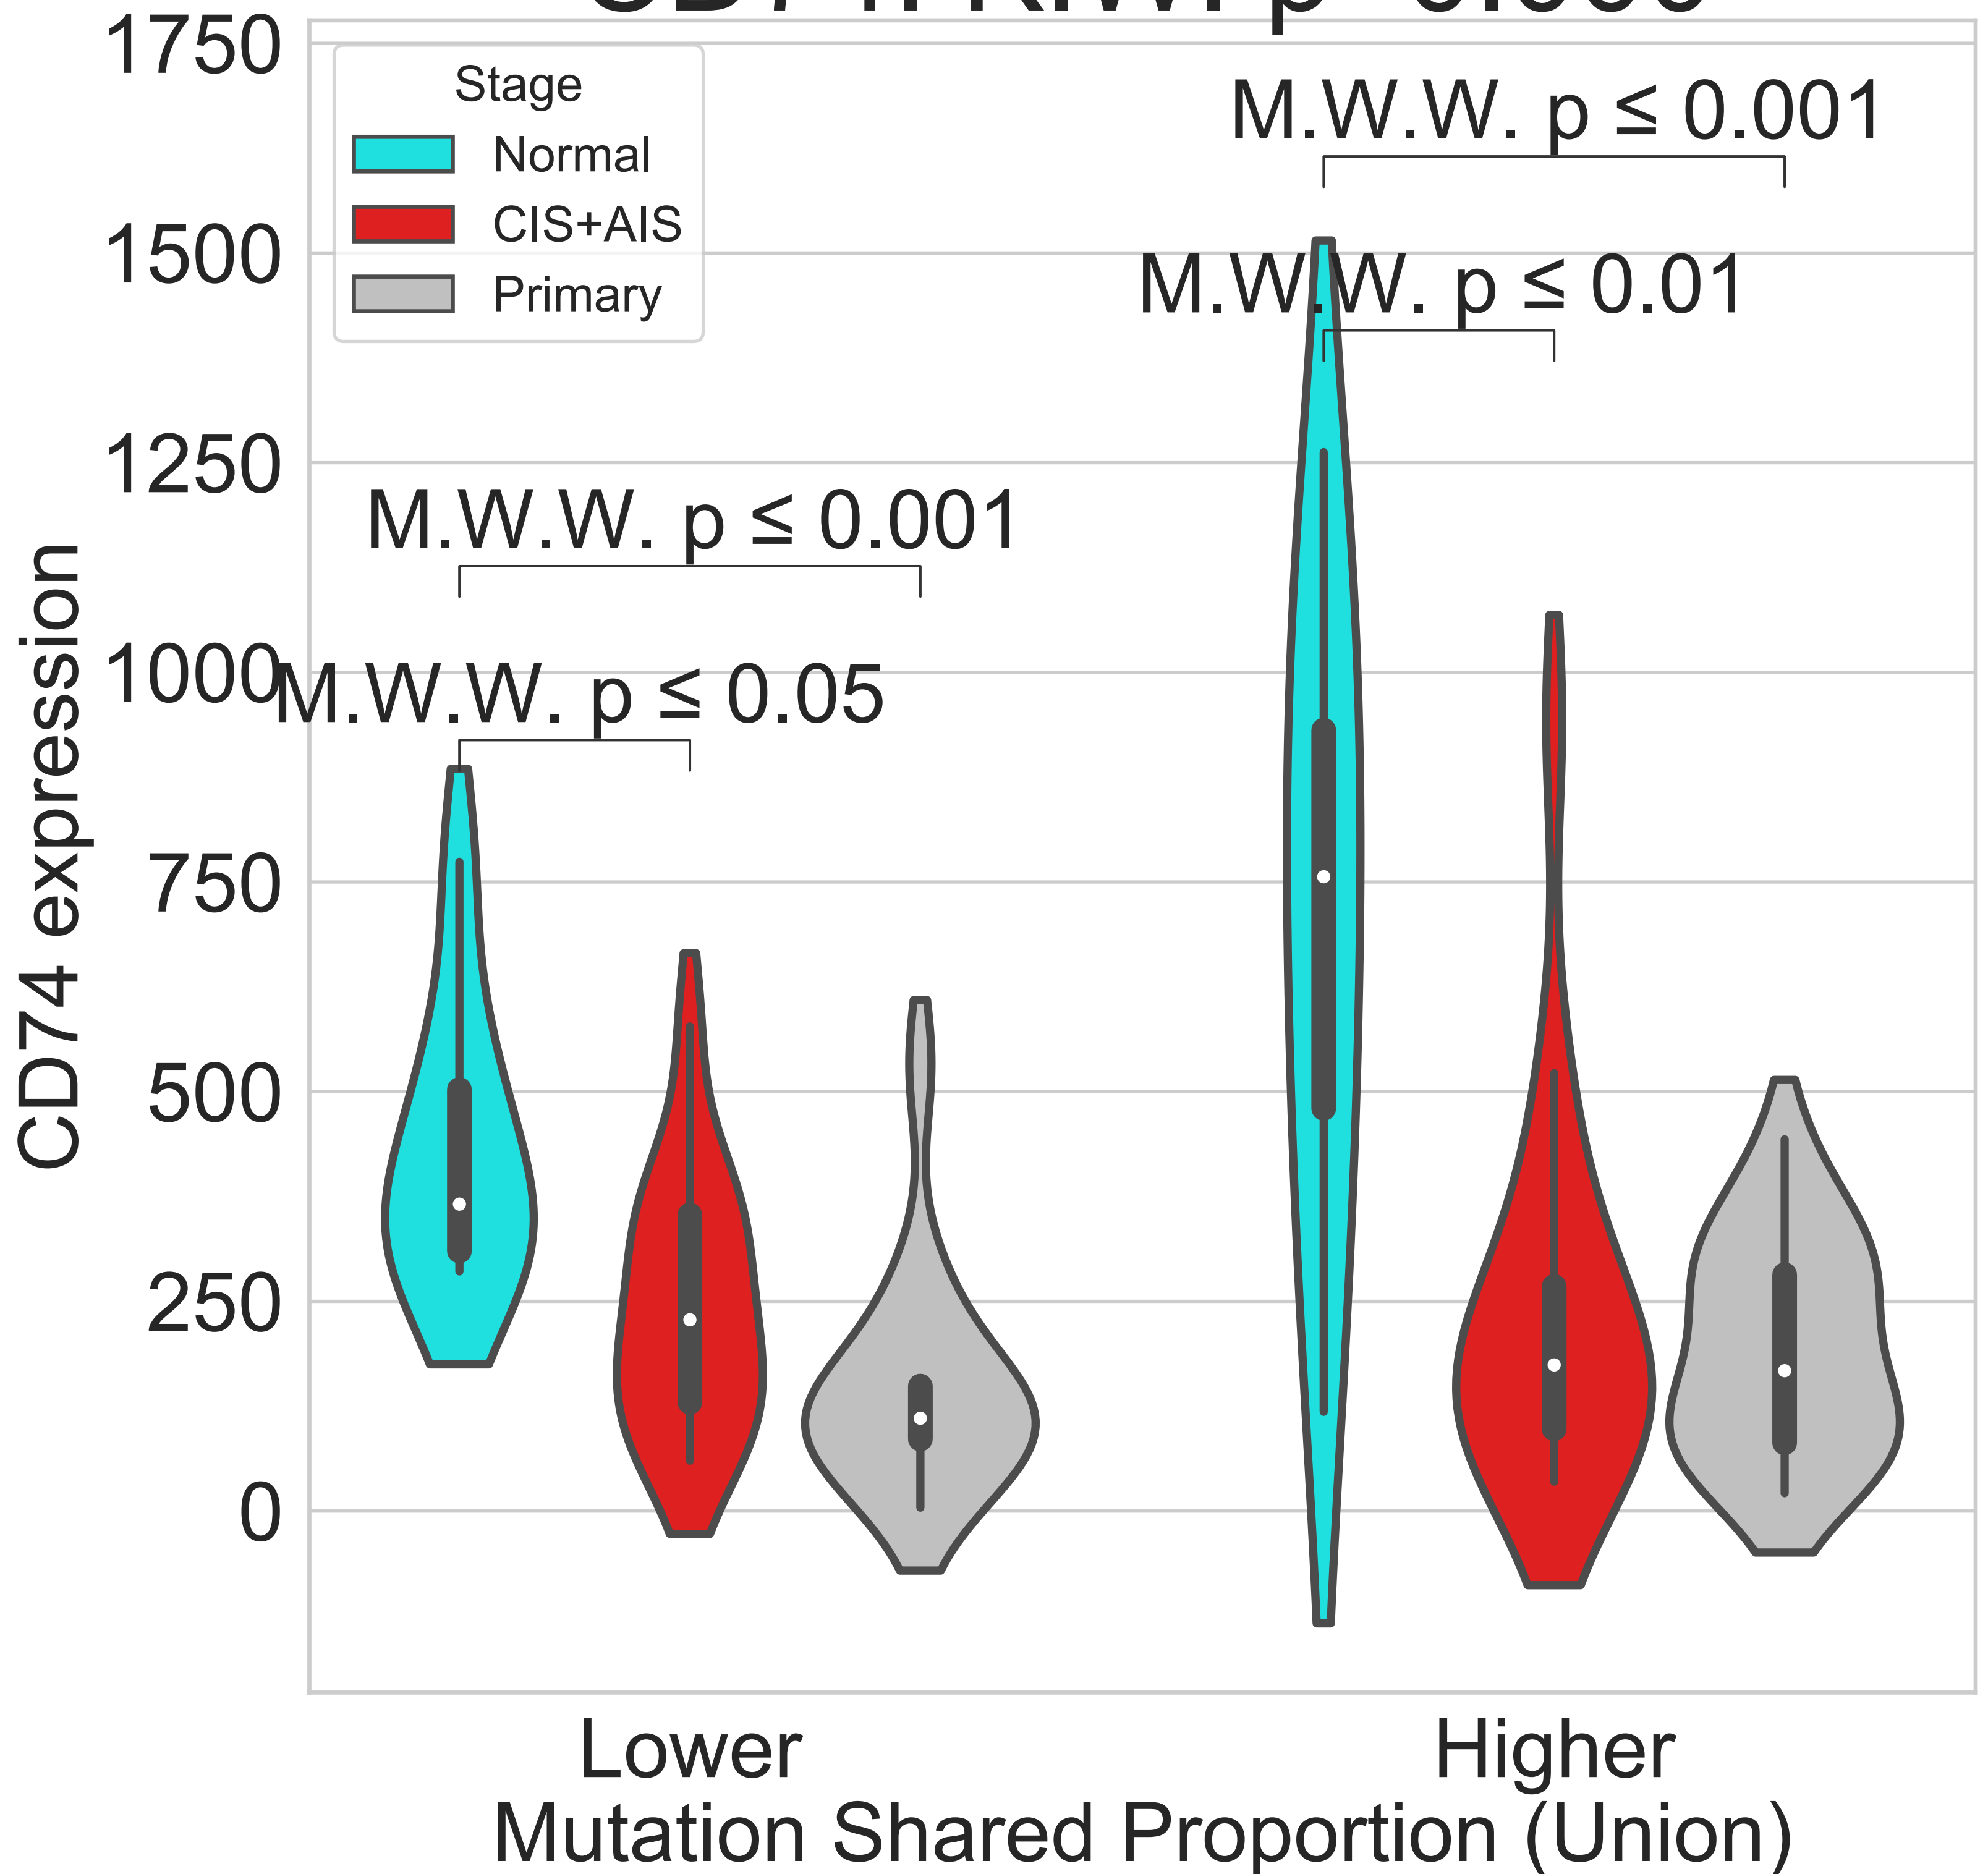 1750
1500
1250
1000
750
500
250
0
CD74 expression
Stage
Normal
CIS+AIS
Primary
M.W.W. p ≤ 0.001
M.W.W. p ≤ 0.01
M.W.W. p ≤ 0.001
M.W.W. p ≤ 0.05
Lower
Higher
Mutation Shared Proportion (Union)